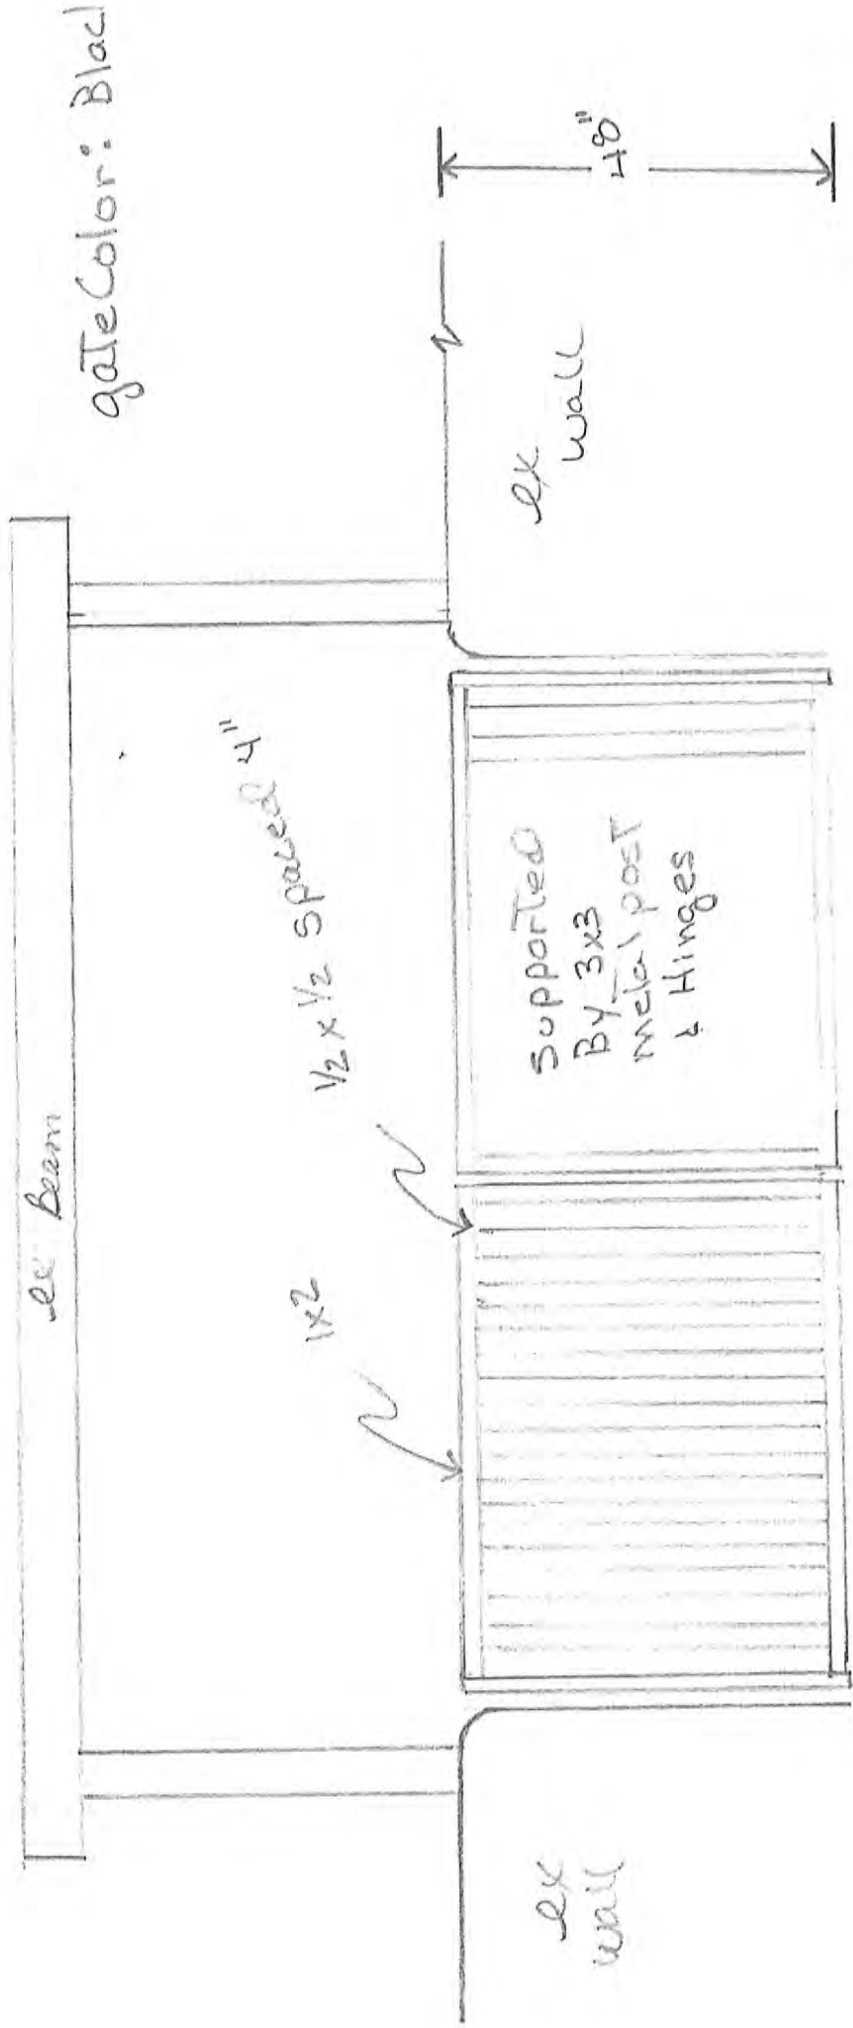 gate Color: Blac
ex Beam
1/2 x 1/2 spaced 4"
1x2
48"
ex
wall
Supported
By 3x3
metal post
& Hinges
ex
wall